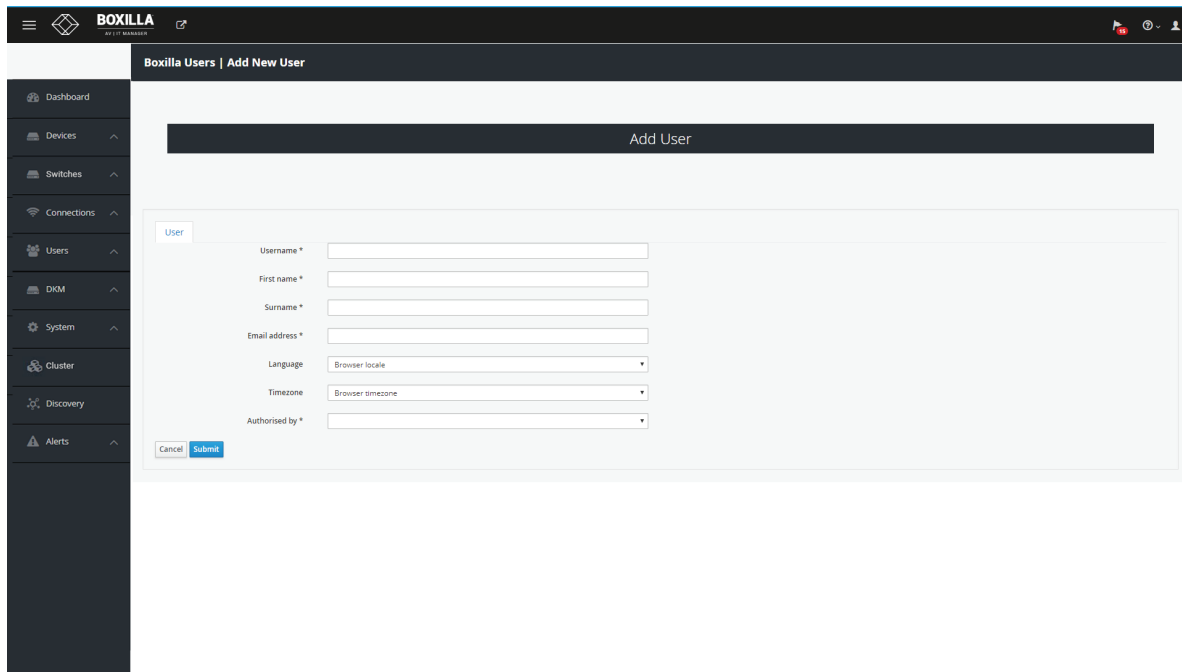 BOXILLA
AV | IT MANAGER
15
Boxilla Users | Add New User
Dashboard
Devices
Switches
Connections
Users
DKM
System
Cluster
Discovery
Alerts
Add User
User
Username *
First name *
Surname *
Email address *
Language Browser locale
Timezone Browser timezone
Authorised by *
Cancel Submit